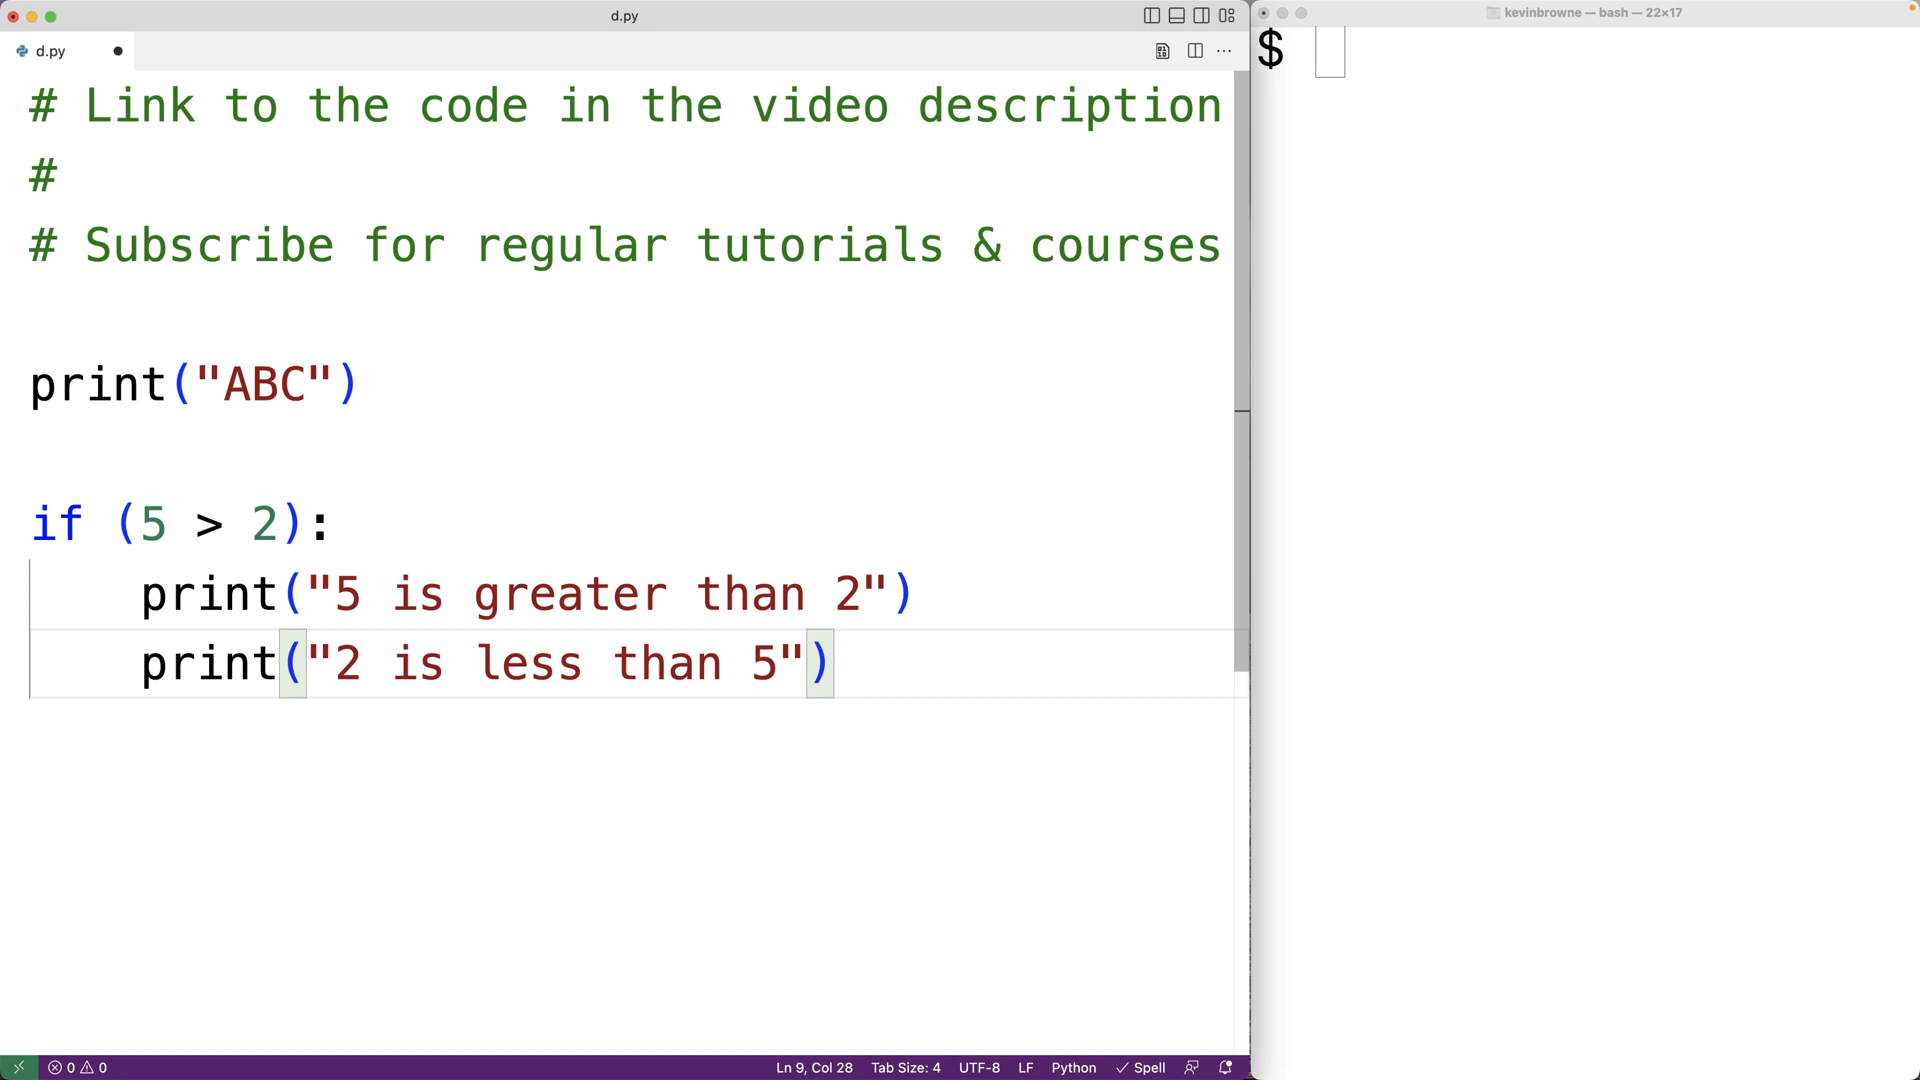 d.py
kevinbrowne — bash — 22×17
d.py
$
# Link to the code in the video description
#
# Subscribe for regular tutorials & courses
print("ABC")
if (5 > 2):
print("5 is greater than 2")
print("2 is less than 5")
0 0 Ln 9, Col 28 Tab Size: 4 UTF-8 LF Python Spell